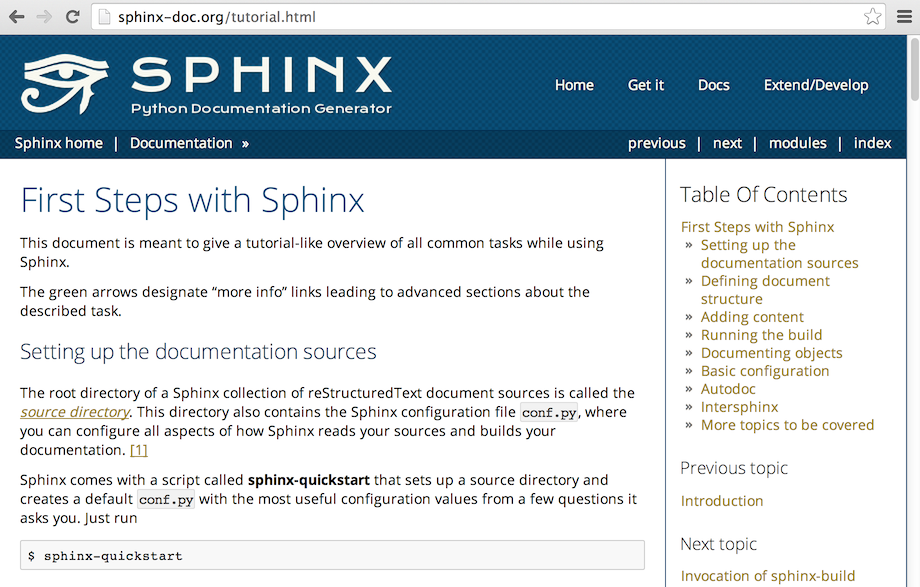 sphinx-doc.org/tutorial.html
SPHINX
Python Documentation Generator
Home Get it Docs Extend/Develop
Sphinx home | Documentation »
previous | next | modules | index
First Steps with Sphinx
This document is meant to give a tutorial-like overview of all common tasks while using
Sphinx.
The green arrows designate “more info” links leading to advanced sections about the
described task.
Setting up the documentation sources
The root directory of a Sphinx collection of reStructuredText document sources is called the
source directory. This directory also contains the Sphinx configuration file conf.py, where
you can configure all aspects of how Sphinx reads your sources and builds your
documentation. [1]
Sphinx comes with a script called sphinx-quickstart that sets up a source directory and
creates a default conf.py with the most useful configuration values from a few questions it
asks you. Just run
$ sphinx-quickstart
Table Of Contents
First Steps with Sphinx
» Setting up the
documentation sources
» Defining document
structure
» Adding content
» Running the build
» Documenting objects
» Basic configuration
» Autodoc
» Intersphinx
» More topics to be covered
Previous topic
Introduction
Next topic
Invocation of sphinx-build